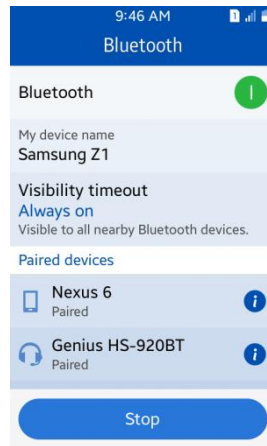 9:46 AM
1
Bluetooth
Bluetooth
My device name
Samsung Z1
Visibility timeout
Always on
Visible to all nearby Bluetooth devices.
Paired devices
Nexus 6
Paired
Genius HS-920BT
Paired
Stop